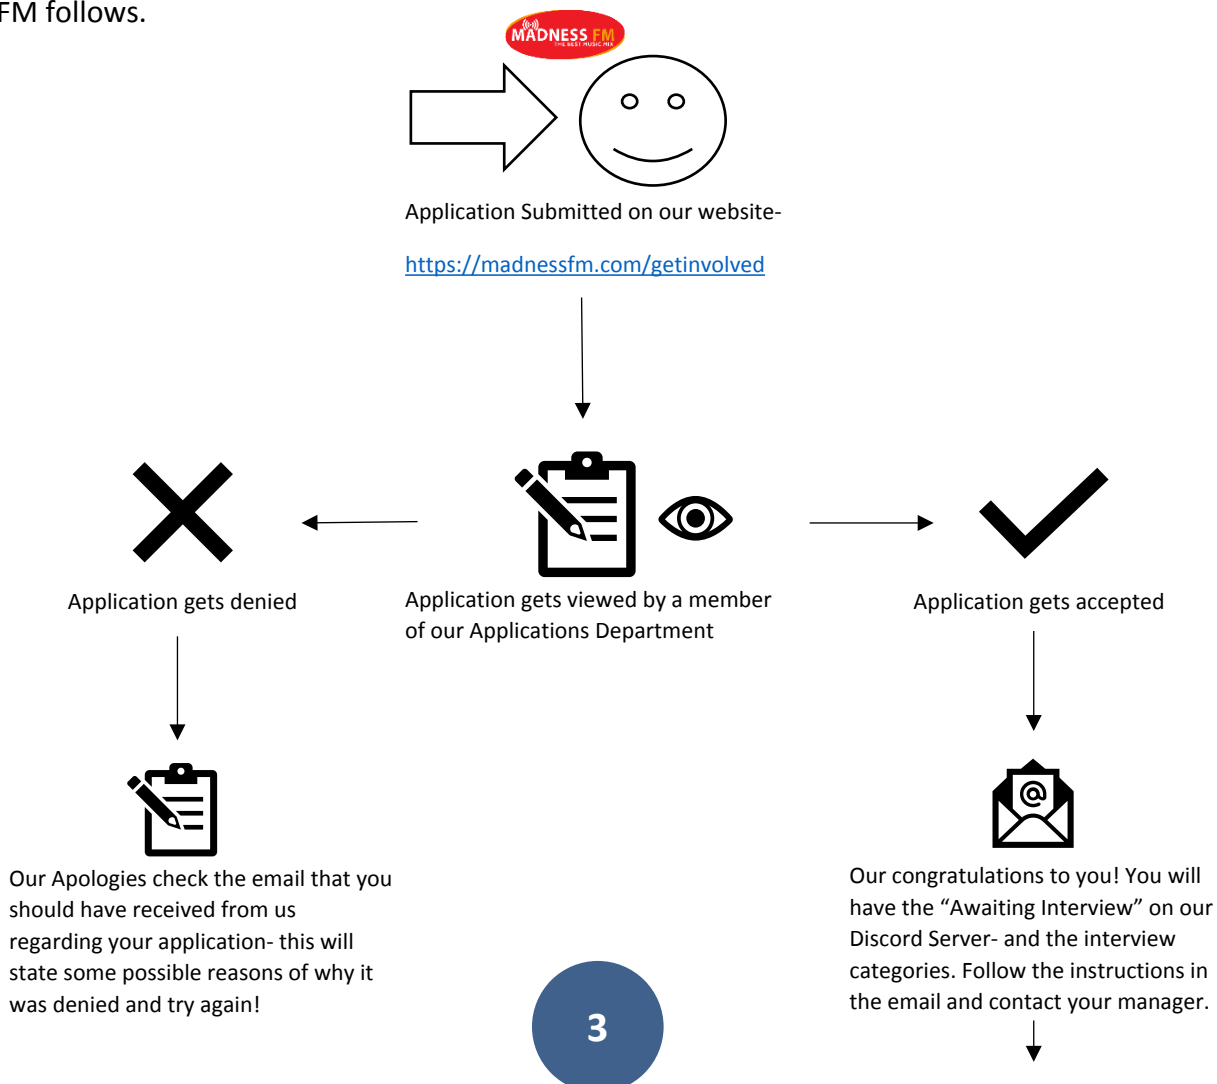 FM follows.
MADNESS FM
THE BEST MUSIC MIX
Application Submitted on our website-
https://madnessfm.com/getinvolved
Application gets denied
Application gets viewed by a member
of our Applications Department
Application gets accepted
Our Apologies check the email that you
should have received from us
regarding your application- this will
state some possible reasons of why it
was denied and try again!
Our congratulations to you! You will
have the “Awaiting Interview” on our
Discord Server- and the interview
categories. Follow the instructions in
the email and contact your manager.
3